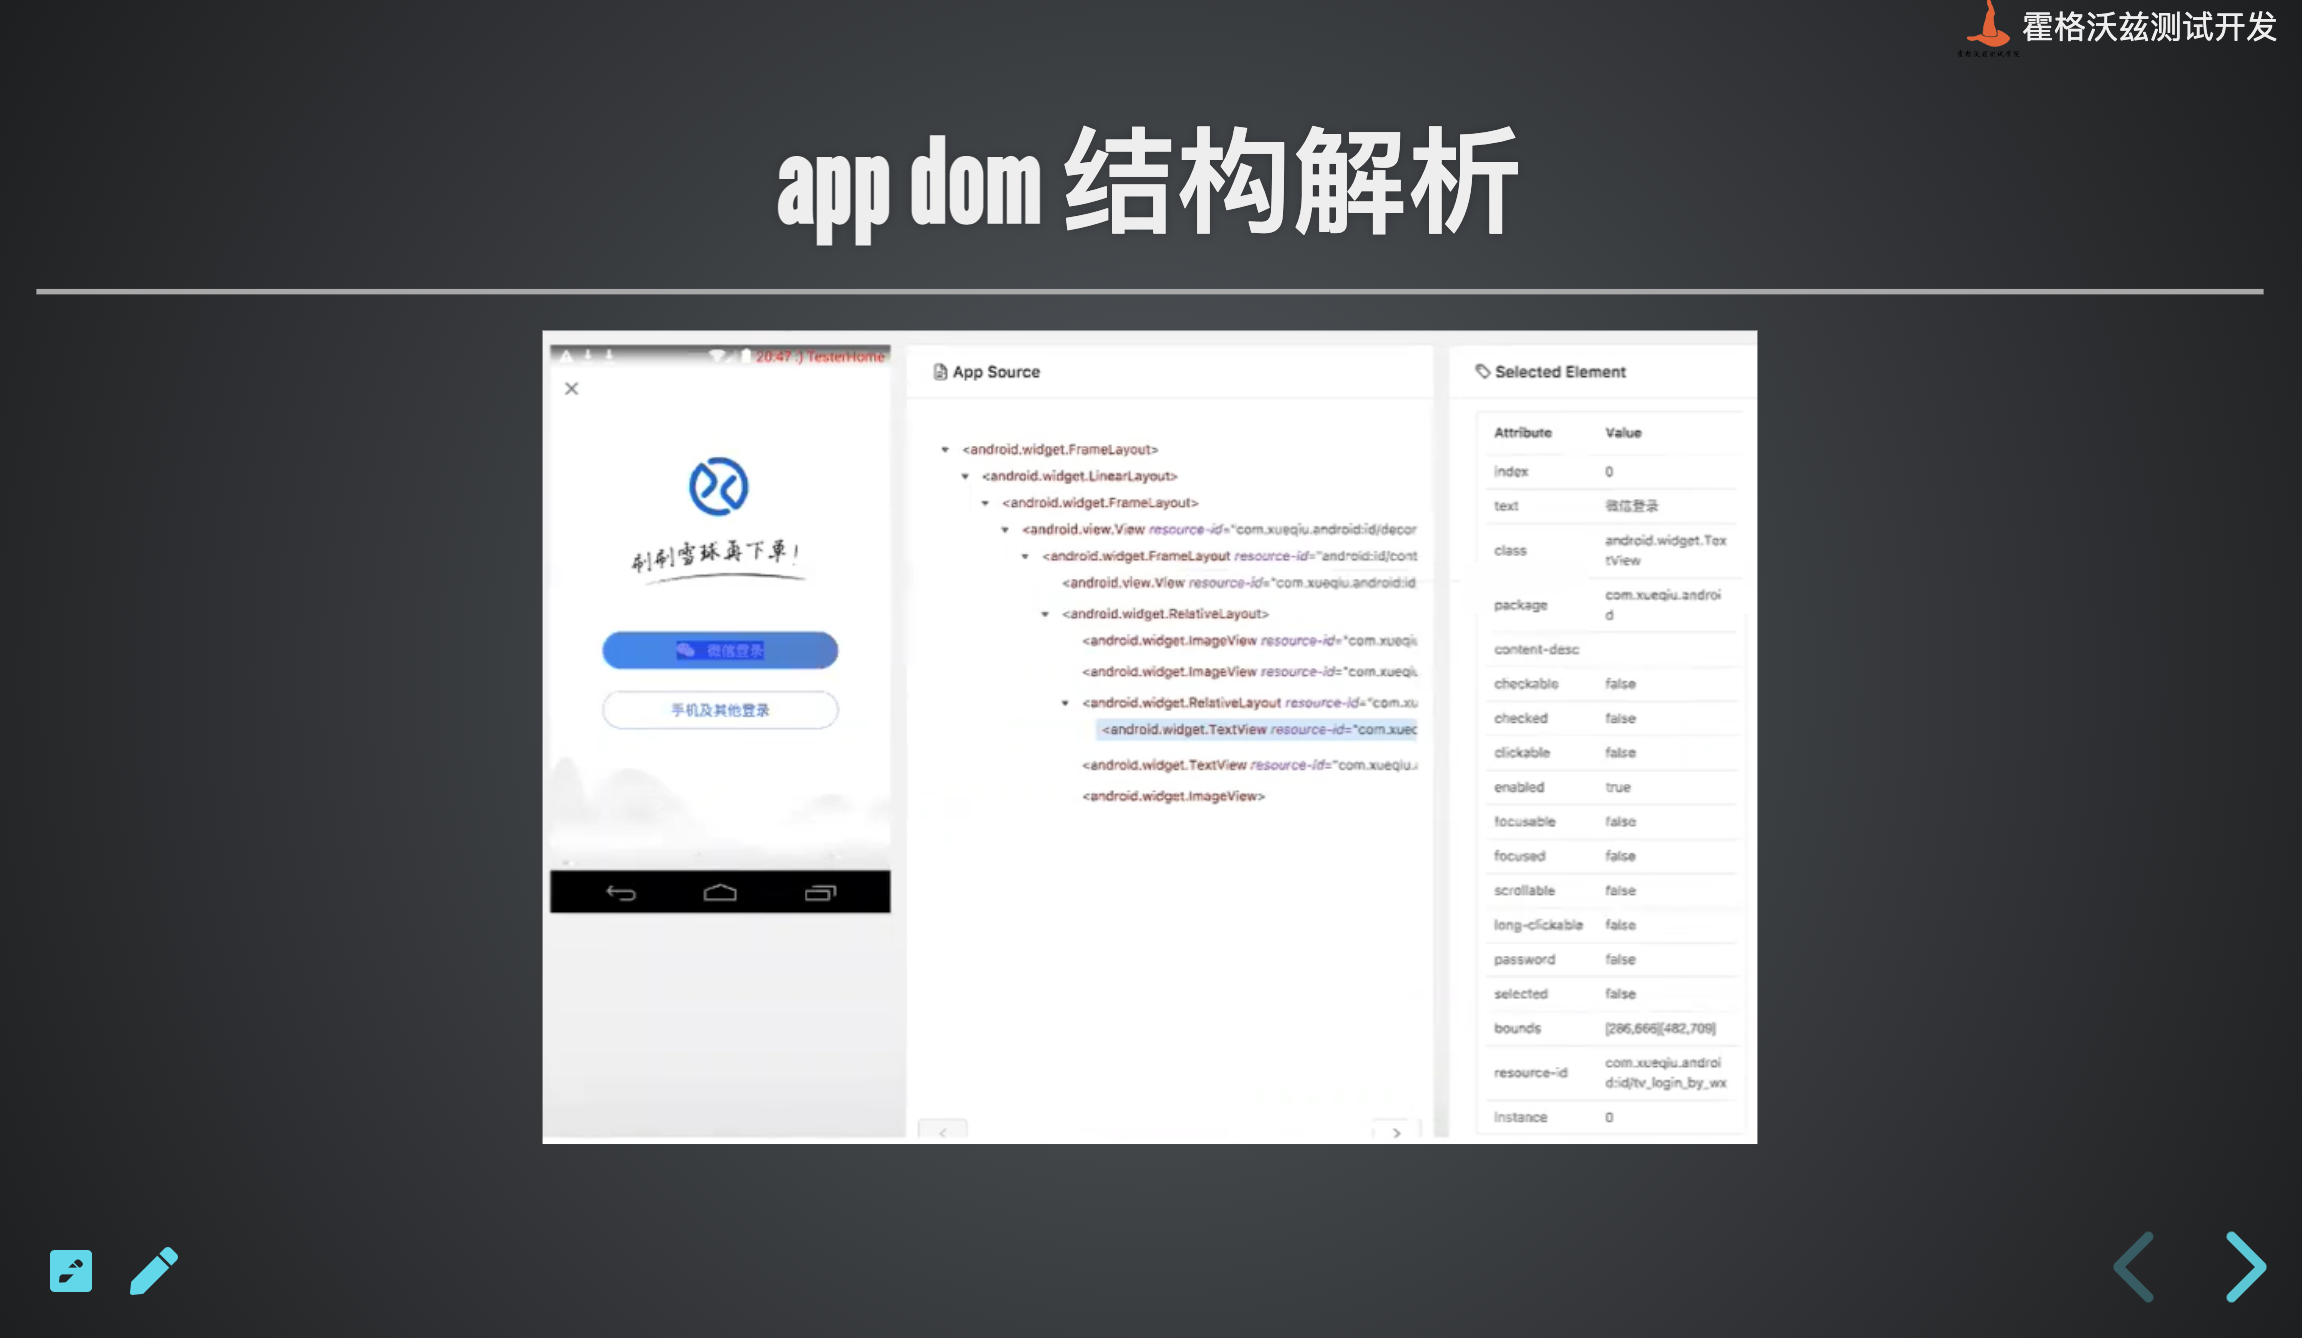 霍格沃兹测试开发
app dom 结构解析
20:47 :) TesterHome
刷刷雪球再下单!
微信登录
手机及其他登录
App Source
<android.widget.FrameLayout>
<android.widget.LinearLayout>
<android.widget.FrameLayout>
<android.view.View resource-id="com.xueqiu.android:id/decor
<android.widget.FrameLayout resource-id="android:id/cont
<android.view.View resource-id="com.xueqiu.android:id
<android.widget.RelativeLayout>
<android.widget.ImageView resource-id="com.xueqi
<android.widget.ImageView resource-id="com.xueqi
<android.widget.RelativeLayout resource-id="com.xu
<android.widget.TextView resource-id="com.xueq
<android.widget.TextView resource-id="com.xueqiu.
<android.widget.ImageView>
Selected Element
Attribute Value
index 0
text 微信登录
class android.widget.Tex
tView
package com.xueqiu.androi
d
content-desc
checkable false
checked false
clickable false
enabled true
focusable false
focused false
scrollable false
long-clickable false
password false
selected false
bounds [286,666][482,709]
resource-id com.xueqiu.androi
d:id/tv_login_by_wx
instance 0